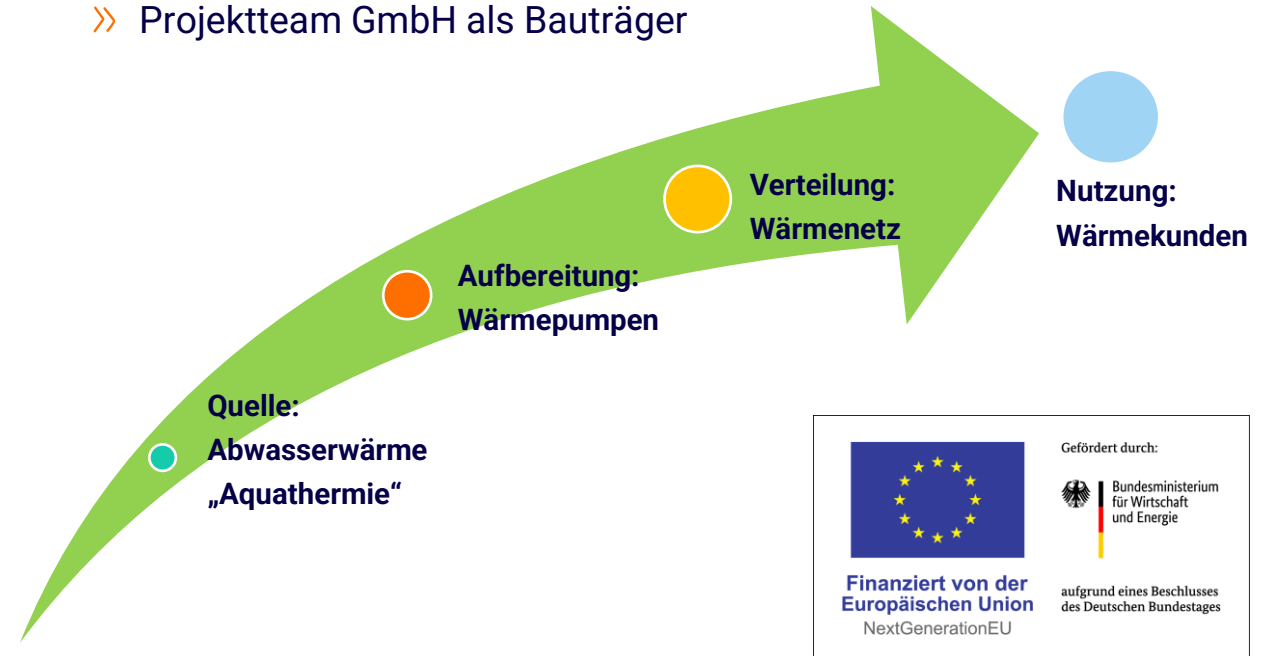 » Projektteam GmbH als Bauträger
Verteilung:
Wärmenetz
Nutzung:
Wärmekunden
Aufbereitung:
Wärmepumpen
Quelle:
Abwasserwärme
„Aquathermie“
Finanziert von der
Europäischen Union
NextGenerationEU
Gefördert durch:
Bundesministerium
für Wirtschaft
und Energie
aufgrund eines Beschlusses
des Deutschen Bundestages